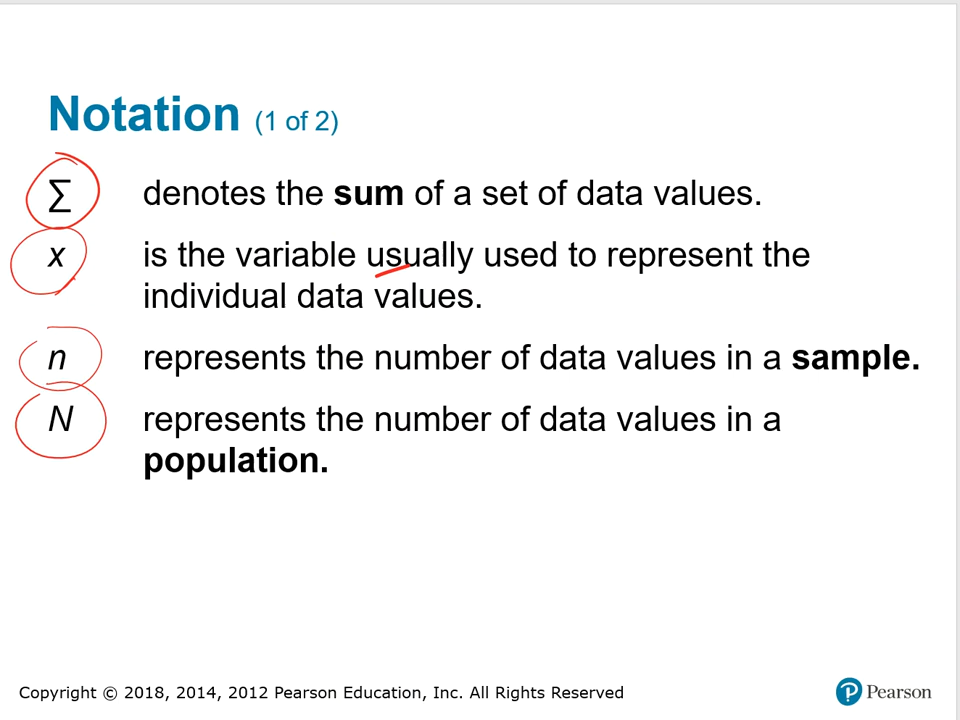 Notation (1 of 2)
∑ denotes the sum of a set of data values.
x is the variable usually used to represent the
individual data values.
n represents the number of data values in a sample.
N represents the number of data values in a
population.
Copyright © 2018, 2014, 2012 Pearson Education, Inc. All Rights Reserved
P Pearson